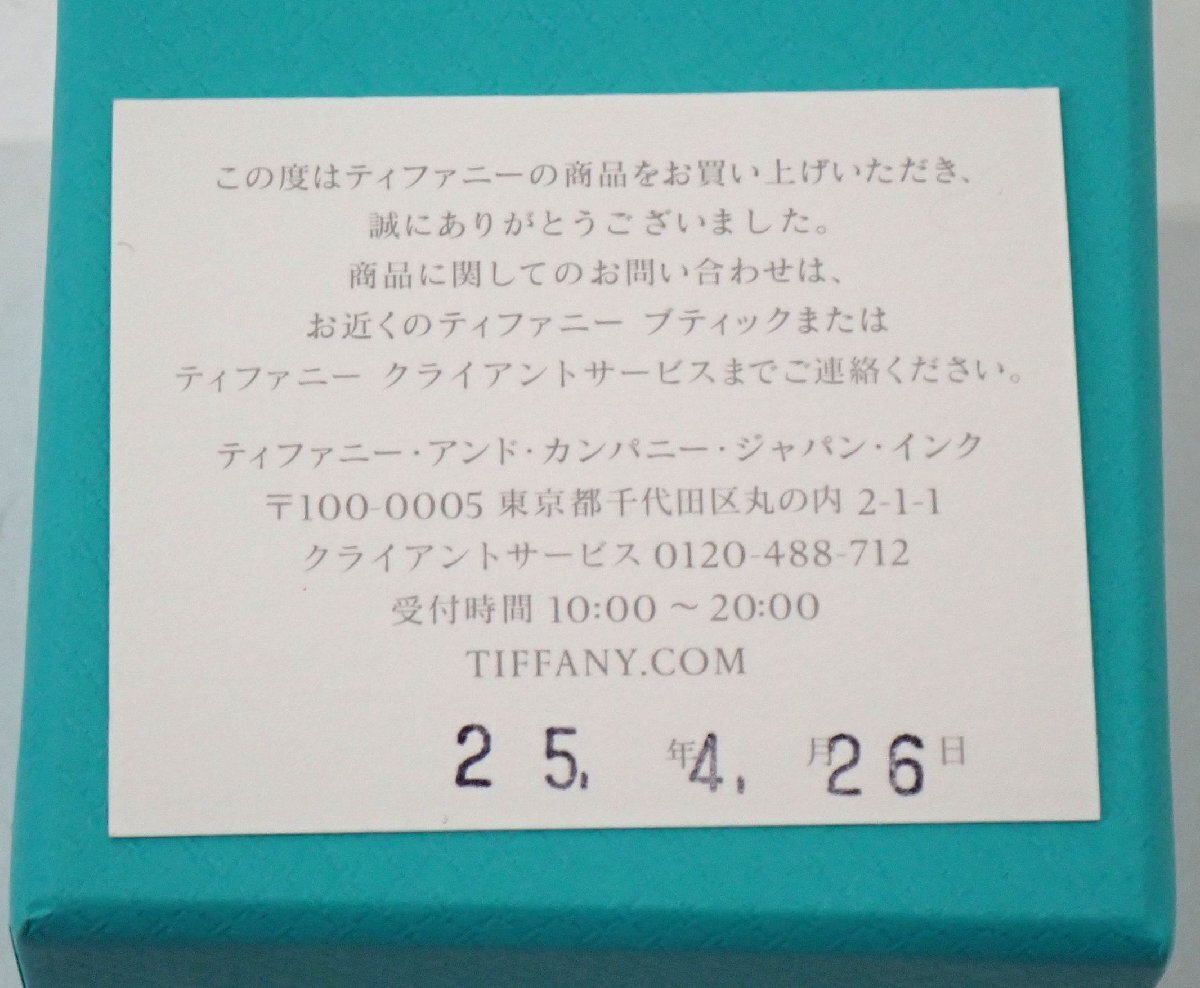 この度はティファニーの商品をお買い上げいただき、
誠にありがとうございました。
商品に関してのお問い合わせは、
お近くのティファニー ブティックまたは
ティファニー クライアントサービスまでご連絡ください。
ティファニー・アンド・カンパニー・ジャパン・インク
〒100-0005 東京都千代田区丸の内 2-1-1
クライアントサービス 0120-488-712
受付時間 10:00 ～ 20:00
TIFFANY.COM
25. 年4. 月26日